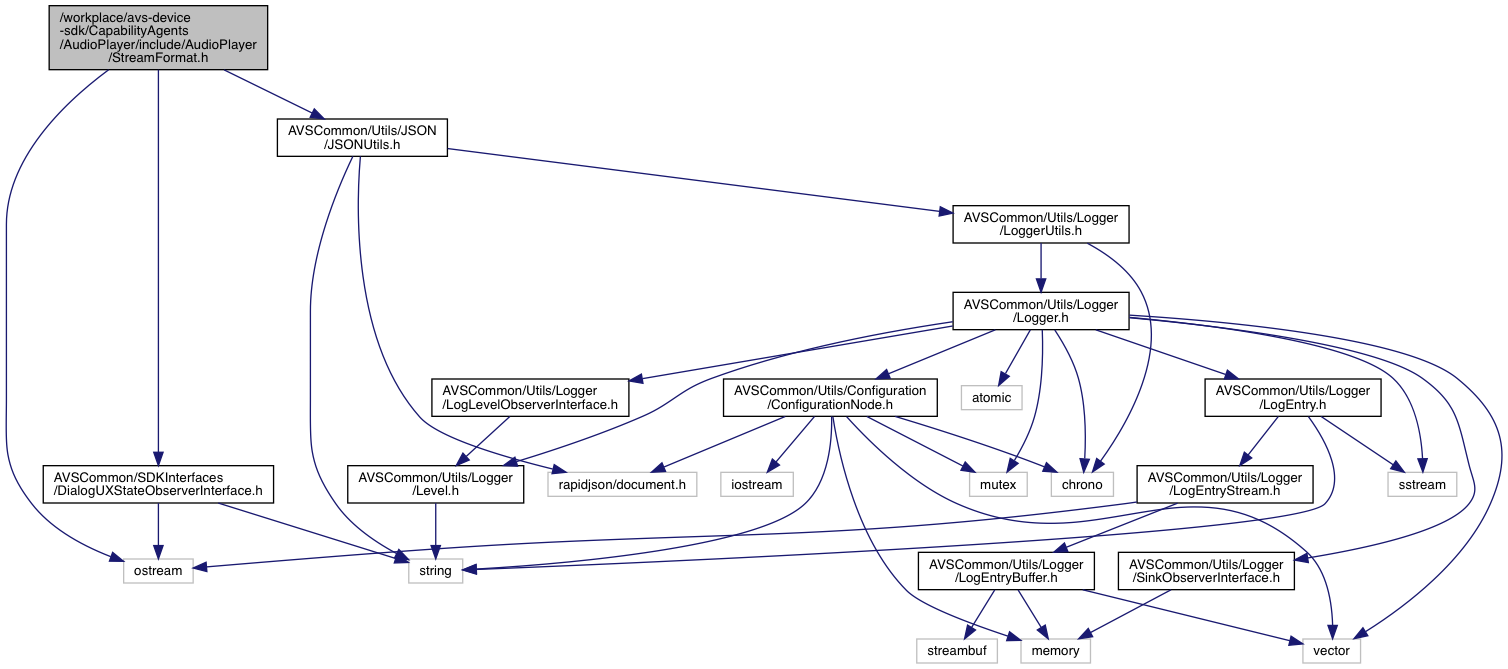 /workplace/avs-device
-sdk/CapabilityAgents
/AudioPlayer/include/AudioPlayer
/StreamFormat.h
AVSCommon/Utils/JSON
/JSONUtils.h
AVSCommon/Utils/Logger
/LoggerUtils.h
AVSCommon/Utils/Logger
/Logger.h
AVSCommon/Utils/Logger
/LogLevelObserverInterface.h
AVSCommon/Utils/Configuration
/ConfigurationNode.h
atomic
AVSCommon/Utils/Logger
/LogEntry.h
AVSCommon/SDKInterfaces
/DialogUXStateObserverInterface.h
AVSCommon/Utils/Logger
/Level.h
rapidjson/document.h
iostream
mutex
chrono
AVSCommon/Utils/Logger
/LogEntryStream.h
sstream
ostream
string
AVSCommon/Utils/Logger
/LogEntryBuffer.h
AVSCommon/Utils/Logger
/SinkObserverInterface.h
streambuf
memory
vector